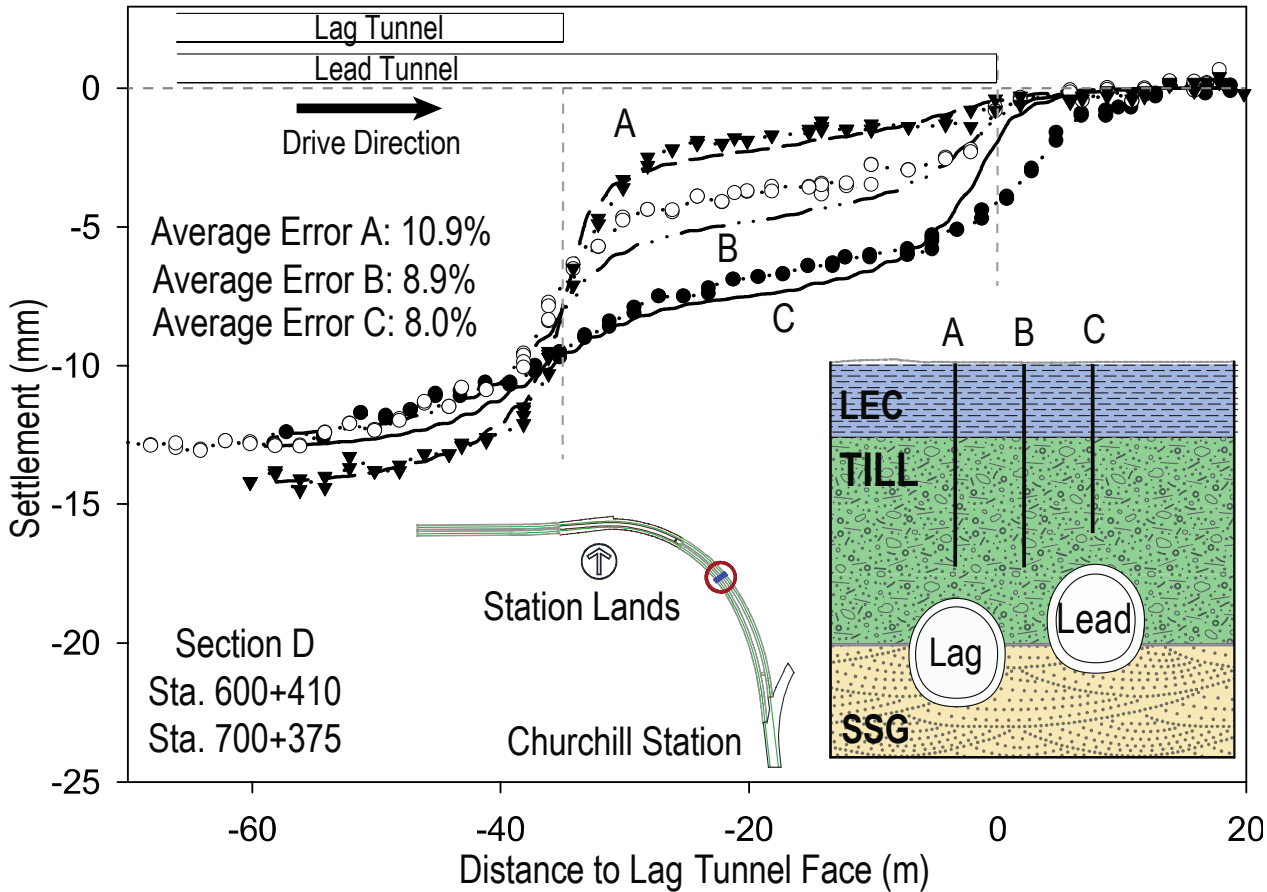 Lag Tunnel
Lead Tunnel
0
Drive Direction
A
Average Error A: 10.9%
Average Error B: 8.9%
Average Error C: 8.0%
-5
B
C
-10
Settlement (mm)
A B C
LEC
TILL
Lag
Lead
SSG
-15
Station Lands
-20
Section D
Sta. 600+410
Sta. 700+375
Churchill Station
-25
-60 -40 -20 0 20
Distance to Lag Tunnel Face (m)